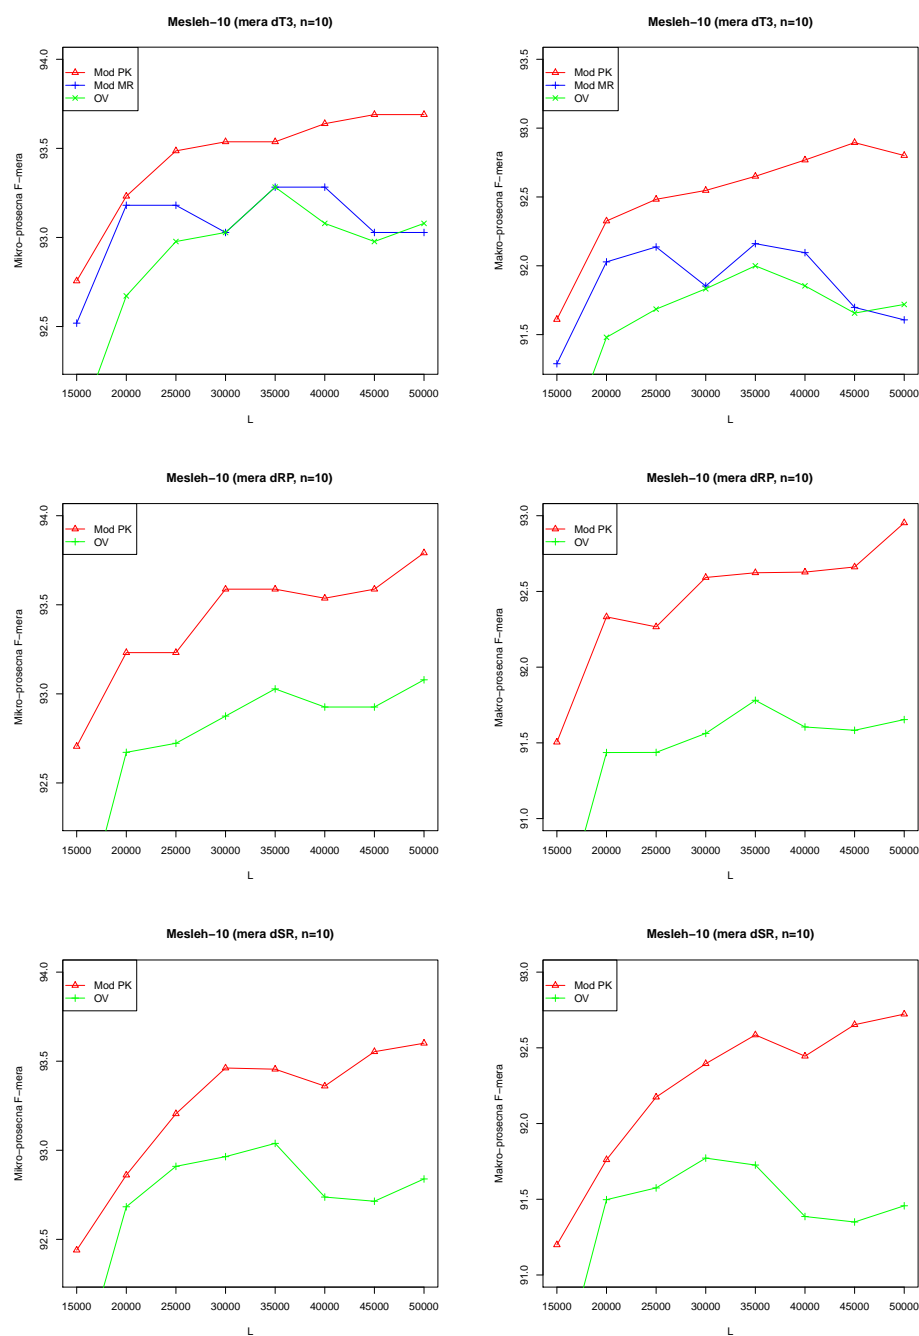 Mesleh−10 (mera dT3, n=10)
Mikro−prosecna F−mera
94.0
93.5
93.0
92.5
Mod PK
Mod MR
OV
15000 20000 25000 30000 35000 40000 45000 50000
L
Mesleh−10 (mera dT3, n=10)
Makro−prosecna F−mera
93.5
93.0
92.5
92.0
91.5
Mod PK
Mod MR
OV
15000 20000 25000 30000 35000 40000 45000 50000
L
Mesleh−10 (mera dRP, n=10)
Mikro−prosecna F−mera
94.0
93.5
93.0
92.5
Mod PK
OV
15000 20000 25000 30000 35000 40000 45000 50000
L
Mesleh−10 (mera dRP, n=10)
Makro−prosecna F−mera
93.0
92.5
92.0
91.5
91.0
Mod PK
OV
15000 20000 25000 30000 35000 40000 45000 50000
L
Mesleh−10 (mera dSR, n=10)
Mikro−prosecna F−mera
94.0
93.5
93.0
92.5
Mod PK
OV
15000 20000 25000 30000 35000 40000 45000 50000
L
Mesleh−10 (mera dSR, n=10)
Makro−prosecna F−mera
93.0
92.5
92.0
91.5
91.0
Mod PK
OV
15000 20000 25000 30000 35000 40000 45000 50000
L